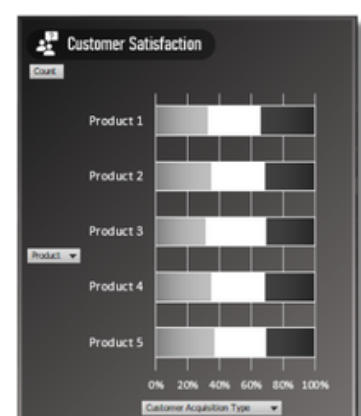 Customer Satisfaction
Count
Product 1
Product 2
Product 3
Product
Product 4
Product 5
0% 20% 40% 60% 80% 100%
Customer Acquisition Type